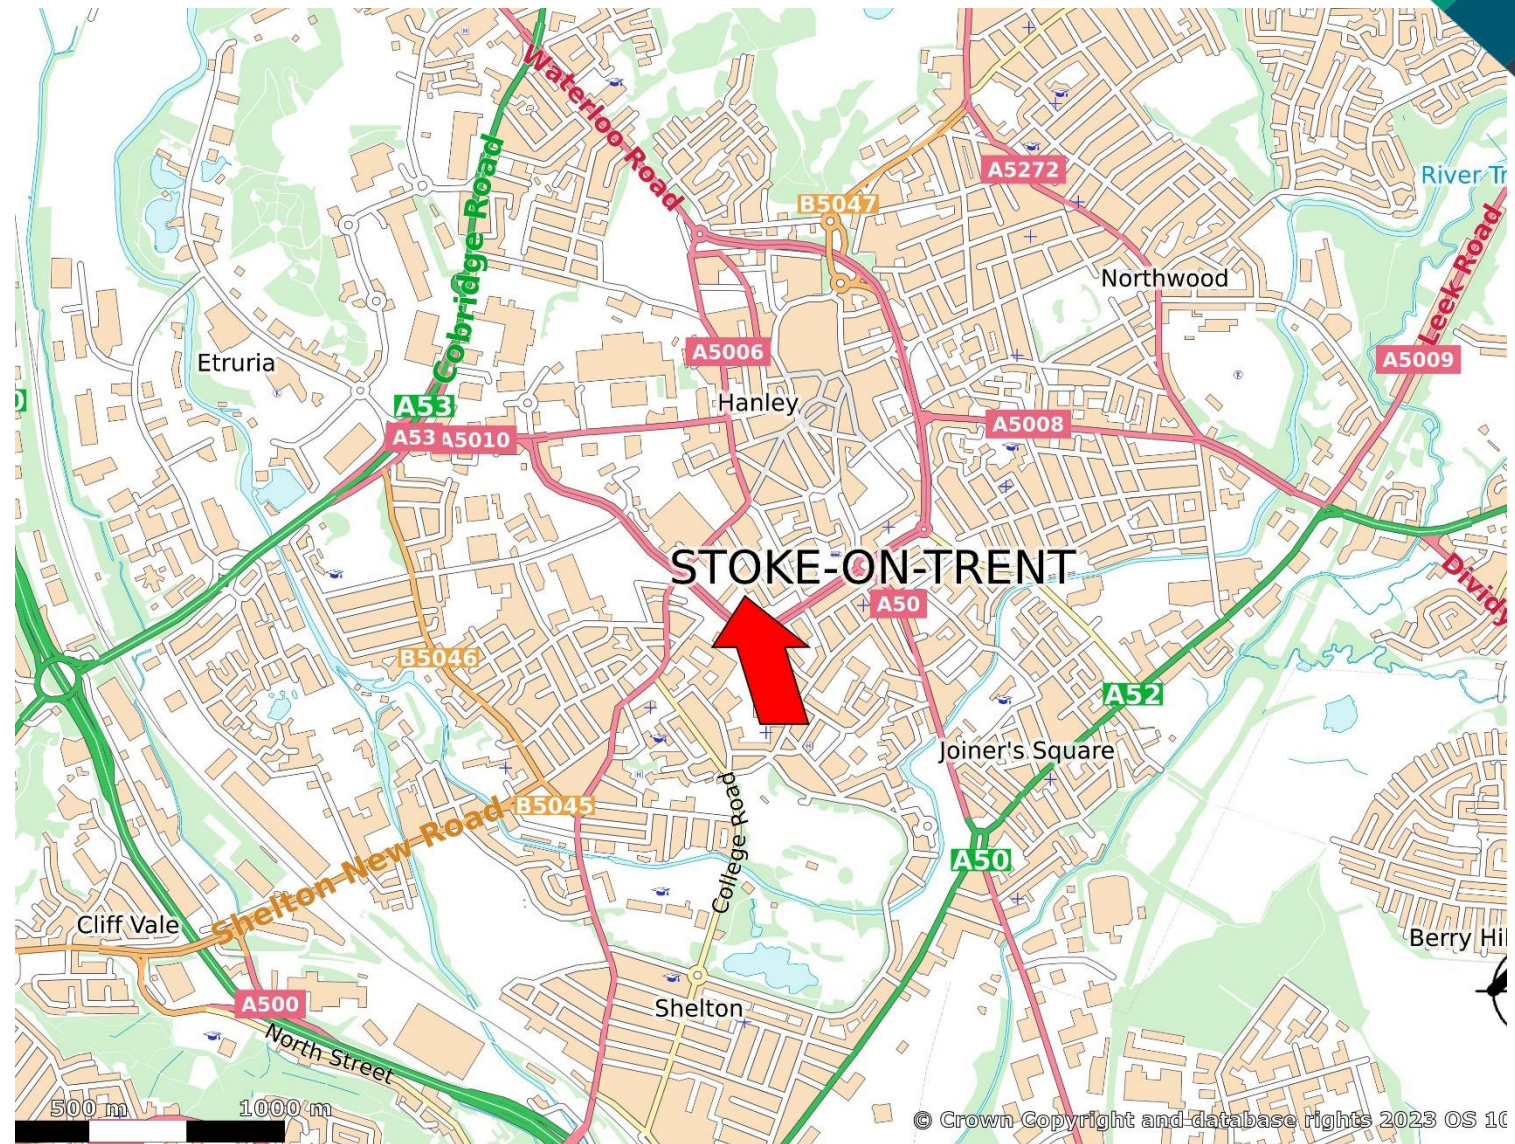 Waterloo Road
A5272
River Tr
B5047
Cobridge Road
Leek Road
Northwood
A5006
A5009
Etruria
Hanley
A53
A5008
A53
A5010
STOKE-ON-TRENT
Dividy
A50
B5046
A52
Joiner's Square
B5045
Shelton New Road
College Road
A50
Cliff Vale
Berry Hil
A500
Shelton
North Street
500 m 1000 m
© Crown Copyright and database rights 2023 OS 10